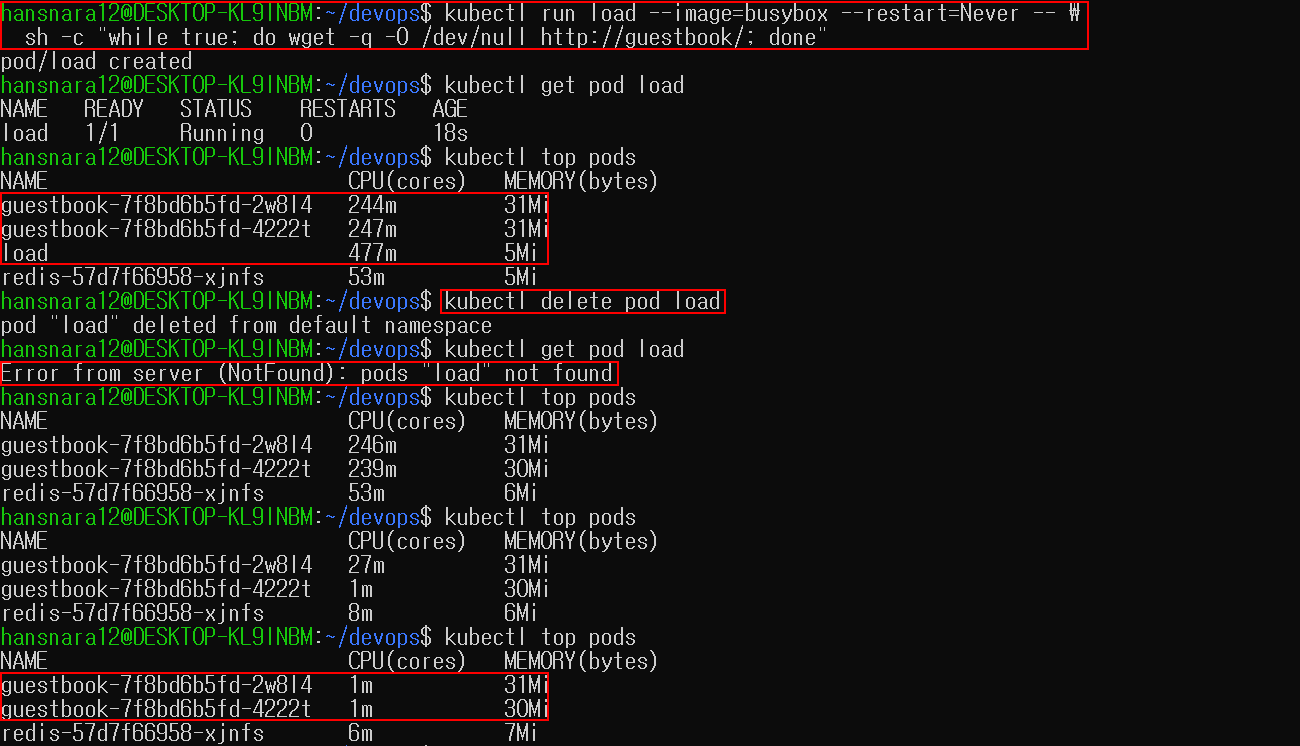 hansnara12@DESKTOP-KL9INBM:~/devops$ kubectl run load --image=busybox --restart=Never -- ₩
  sh -c "while true; do wget -q -O /dev/null http://guestbook/; done"
pod/load created
hansnara12@DESKTOP-KL9INBM:~/devops$ kubectl get pod load
NAME   READY   STATUS    RESTARTS   AGE
load   1/1     Running   0          18s
hansnara12@DESKTOP-KL9INBM:~/devops$ kubectl top pods
NAME                         CPU(cores)   MEMORY(bytes)
guestbook-7f8bd6b5fd-2w8l4   244m         31Mi
guestbook-7f8bd6b5fd-4222t   247m         31Mi
load                         477m         5Mi
redis-57d7f66958-xjnfs       53m          5Mi
hansnara12@DESKTOP-KL9INBM:~/devops$ kubectl delete pod load
pod "load" deleted from default namespace
hansnara12@DESKTOP-KL9INBM:~/devops$ kubectl get pod load
Error from server (NotFound): pods "load" not found
hansnara12@DESKTOP-KL9INBM:~/devops$ kubectl top pods
NAME                         CPU(cores)   MEMORY(bytes)
guestbook-7f8bd6b5fd-2w8l4   246m         31Mi
guestbook-7f8bd6b5fd-4222t   239m         30Mi
redis-57d7f66958-xjnfs       53m          6Mi
hansnara12@DESKTOP-KL9INBM:~/devops$ kubectl top pods
NAME                         CPU(cores)   MEMORY(bytes)
guestbook-7f8bd6b5fd-2w8l4   27m          31Mi
guestbook-7f8bd6b5fd-4222t   1m           30Mi
redis-57d7f66958-xjnfs       8m           6Mi
hansnara12@DESKTOP-KL9INBM:~/devops$ kubectl top pods
NAME                         CPU(cores)   MEMORY(bytes)
guestbook-7f8bd6b5fd-2w8l4   1m           31Mi
guestbook-7f8bd6b5fd-4222t   1m           30Mi
redis-57d7f66958-xjnfs       6m           7Mi